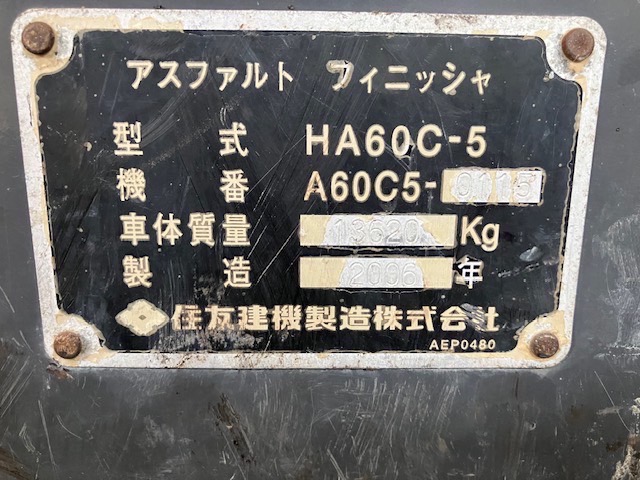 アスファルト フィニッシャ
型式 HA60C-5
機番 A60C5-0115
車体質量 13620 Kg
製造 2006 年
住友建機製造株式会社
AEP0480